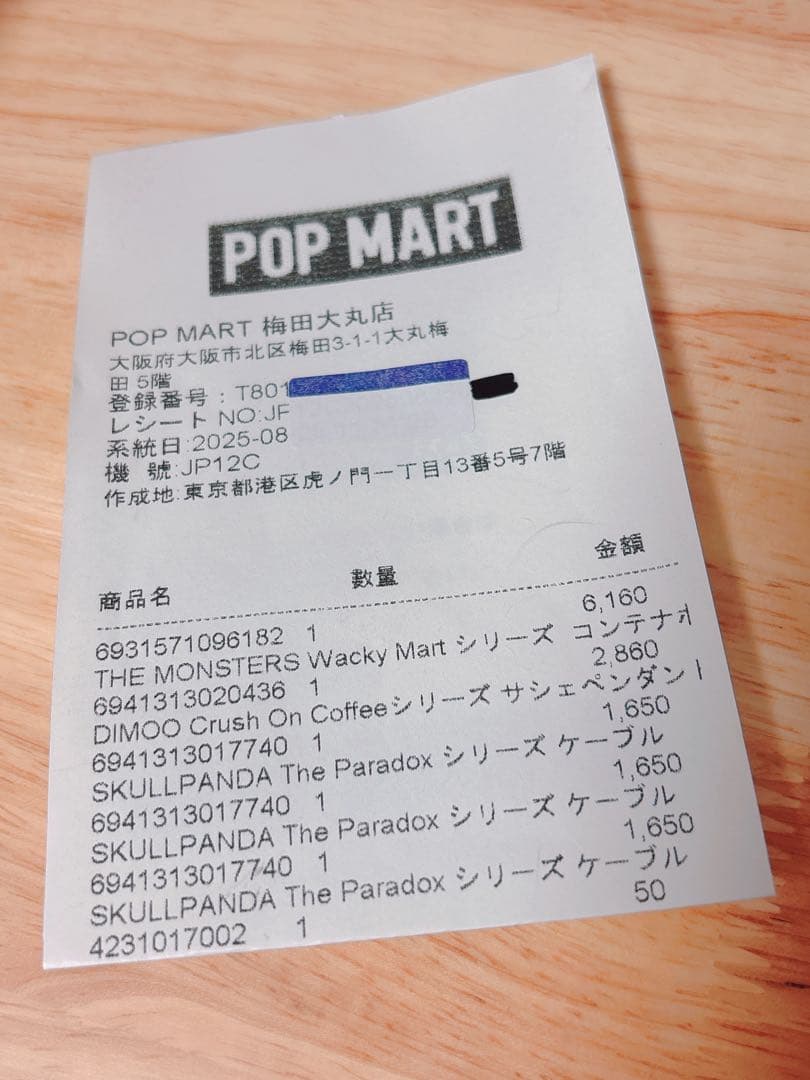 POP MART
POP MART 梅田大丸店
大阪府大阪市北区梅田3-1-1大丸梅
田 5階
登録番号：T801
レシート NO:JF
系統日:2025-08
機 號:JP12C
作成地:東京都港区虎ノ門一丁目13番5号7階
商品名 數量 金額
6931571096182 1 6,160
THE MONSTERS Wacky Mart シリーズ コンテナオ
6941313020436 1 2,860
DIMOO Crush On Coffeeシリーズ サシェペンダント
6941313017740 1 1,650
SKULLPANDA The Paradox シリーズ ケーブル
6941313017740 1 1,650
SKULLPANDA The Paradox シリーズ ケーブル
6941313017740 1 1,650
SKULLPANDA The Paradox シリーズ ケーブル
4231017002 1 50